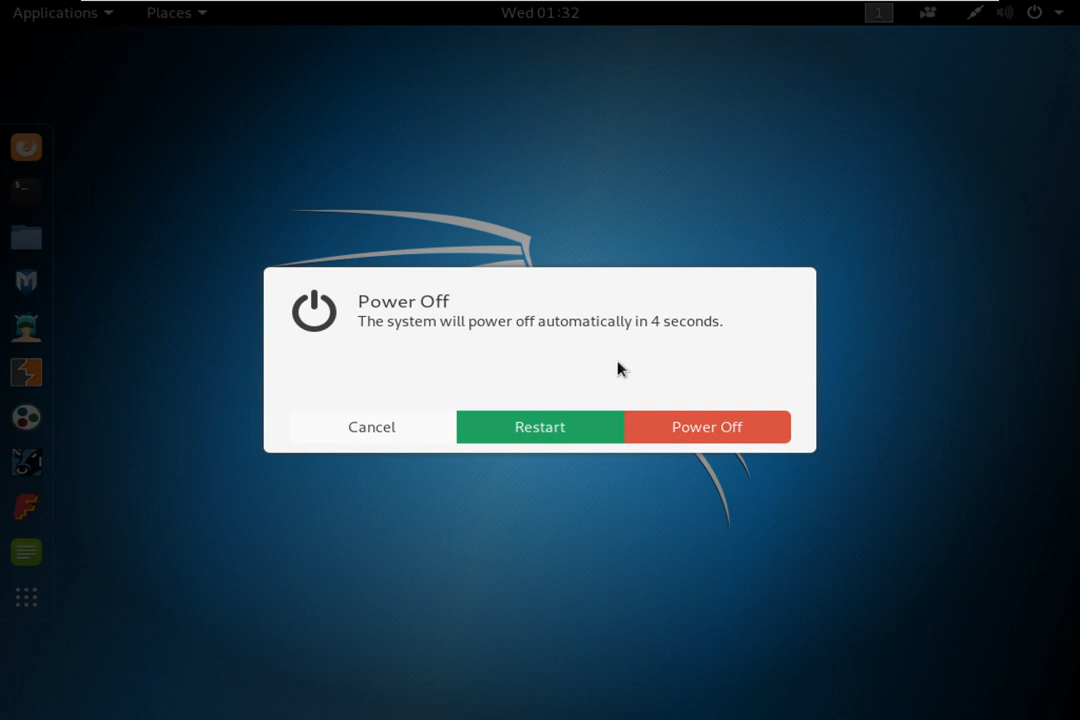 Applications Places Wed 01:32 1
$_
Power Off
The system will power off automatically in 4 seconds.
Cancel Restart Power Off